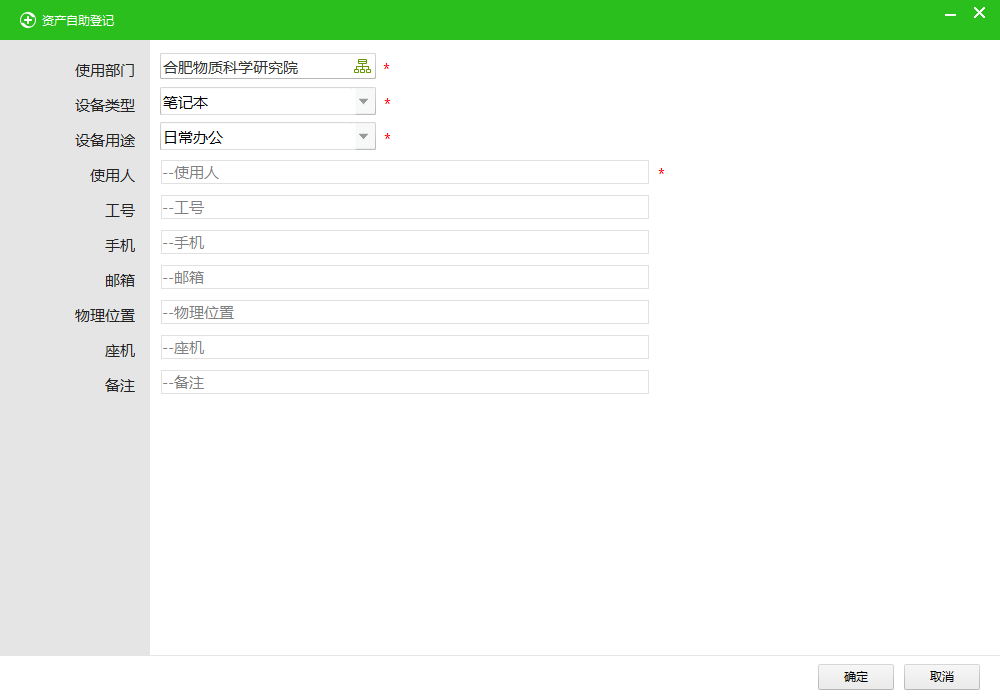 资产自助登记
使用部门 合肥物质科学研究院 *
设备类型 笔记本 *
设备用途 日常办公 *
使用人 --使用人 *
工号 --工号
手机 --手机
邮箱 --邮箱
物理位置 --物理位置
座机 --座机
备注 --备注
确定 取消